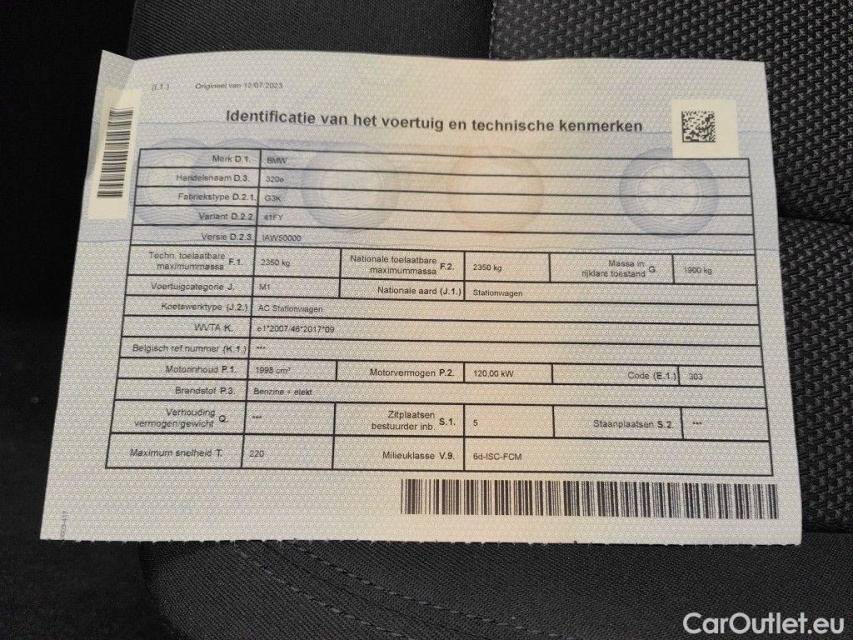 (I.T.) Origineel van 12/07/2023
Identificatie van het voertuig en technische kenmerken
Merk D.1. BMW
Handelsnaam D.3. 320e
Fabriekstype D.2.1. G3K
Variant D.2.2. 41FY
Versie D.2.3. IAW50000
Techn. toelaatbare maximummassa F.1. 2350 kg Nationale toelaatbare maximummassa F.2. 2350 kg Massa in rijklare toestand G. 1900 kg
Voertuigcategorie J. M1 Nationale aard (J.1.) Stationwagen
Koetswerktype (J.2.) AC Stationwagen
WVTA K. e1*2007/46*2017*09
Belgisch ref.nummer (K.1.) ***
Motorinhoud P.1. 1998 cm³ Motorvermogen P.2. 120,00 kW Code (E.1.) 303
Brandstof P.3. Benzine + elekt
Verhouding vermogen/gewicht Q. *** Zitplaatsen bestuurder inb. S.1. 5 Staanplaatsen S.2. ***
Maximum snelheid T. 220 Milieuklasse V.9. 6d-ISC-FCM
CarOutlet.eu